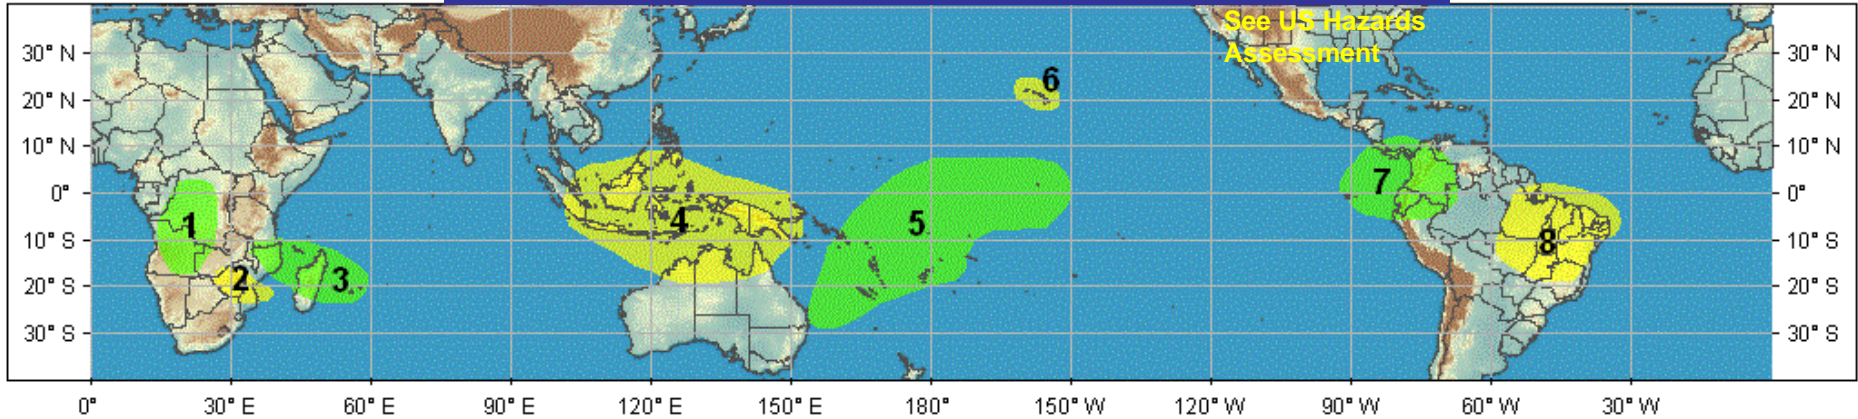 See US Hazards
Assessment
30° N 30° N
6
20° N 20° N
10° N 10° N
7
0° 0°
1 4 5
8
10° S 10° S
2 3
20° S 20° S
30° S 30° S
0° 30° E 60° E 90° E 120° E 150° E 180° 150° W 120° W 90° W 60° W 30° W